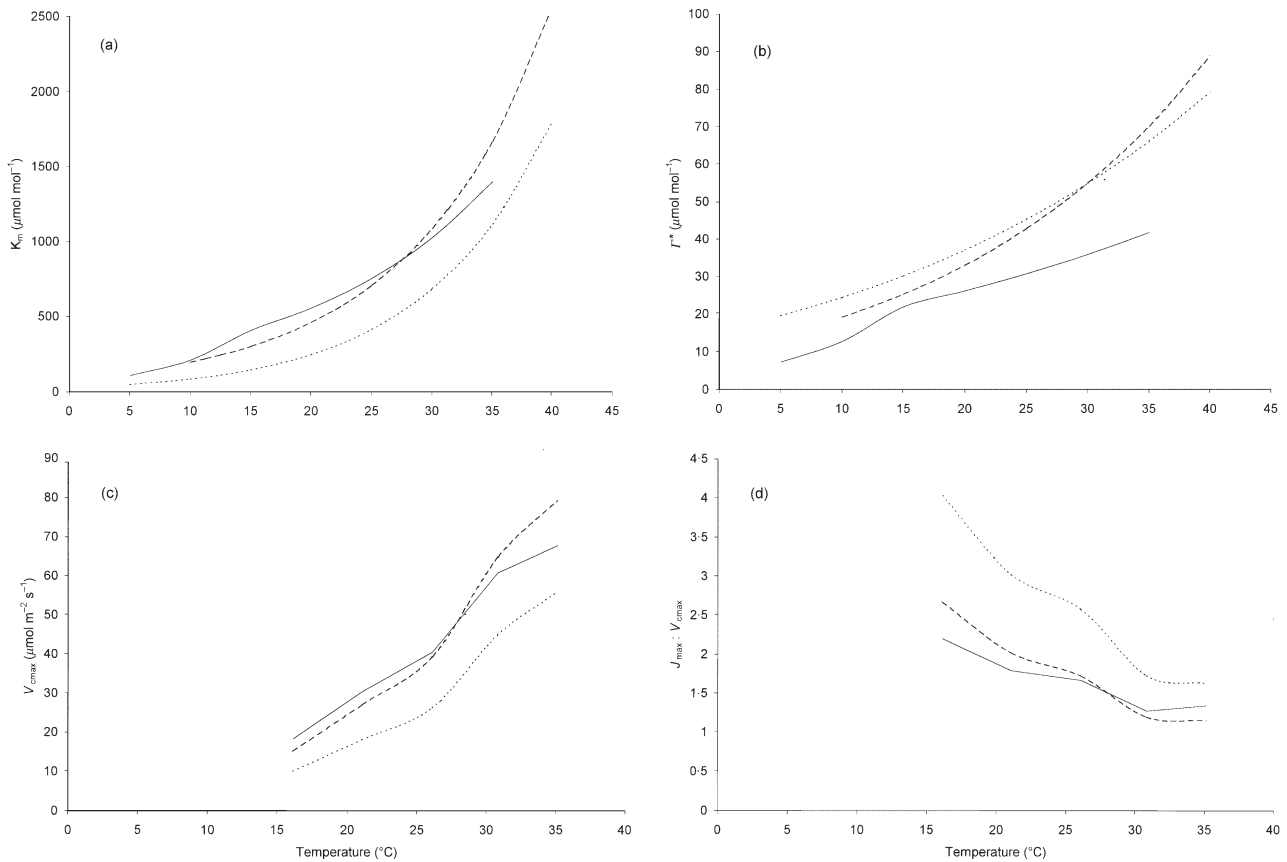 (a)
2500
2000
1500
1000
500
0
K_m (μmol mol⁻¹)
0 5 10 15 20 25 30 35 40 45
(b)
100
90
80
70
60
50
40
30
20
10
0
Γ* (μmol mol⁻¹)
0 5 10 15 20 25 30 35 40 45
(c)
90
80
70
60
50
40
30
20
10
0
V_cmax (μmol m⁻² s⁻¹)
0 5 10 15 20 25 30 35 40
Temperature (°C)
(d)
4·5
4
3·5
3
2·5
2
1·5
1
0·5
0
J_max : V_cmax
0 5 10 15 20 25 30 35 40
Temperature (°C)